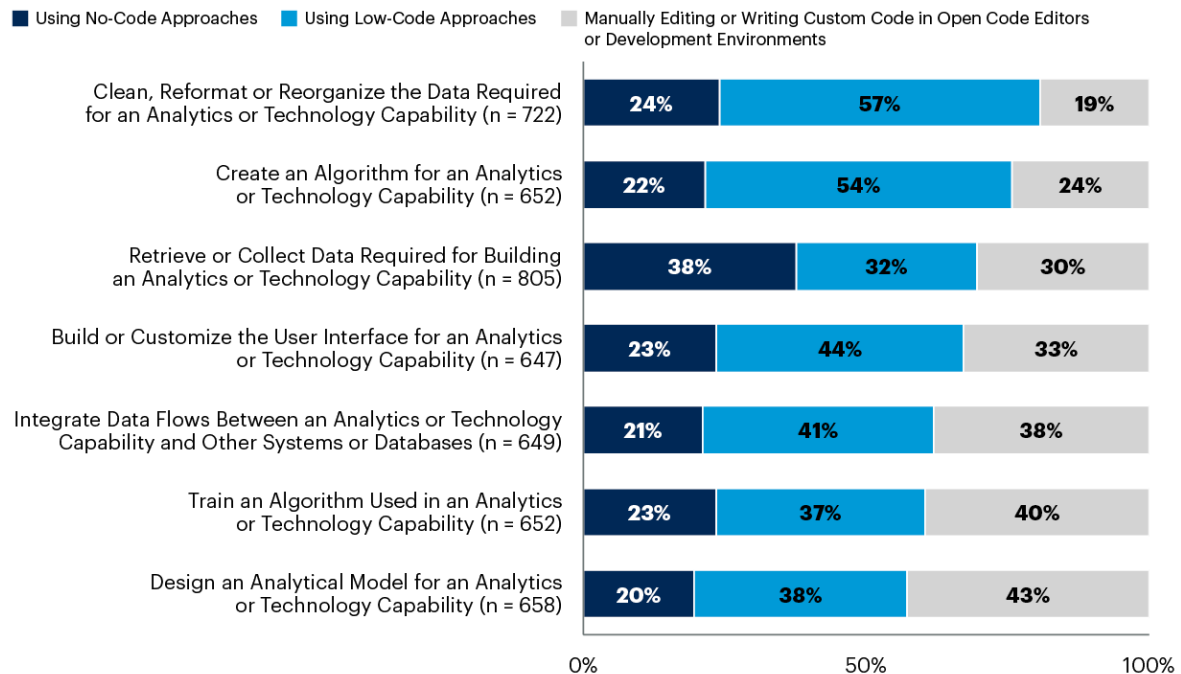 Using No-Code Approaches
Using Low-Code Approaches
Manually Editing or Writing Custom Code in Open Code Editors
or Development Environments
Clean, Reformat or Reorganize the Data Required
for an Analytics or Technology Capability (n = 722)
24% 57% 19%
Create an Algorithm for an Analytics
or Technology Capability (n = 652)
22% 54% 24%
Retrieve or Collect Data Required for Building
an Analytics or Technology Capability (n = 805)
38% 32% 30%
Build or Customize the User Interface for an Analytics
or Technology Capability (n = 647)
23% 44% 33%
Integrate Data Flows Between an Analytics or Technology
Capability and Other Systems or Databases (n = 649)
21% 41% 38%
Train an Algorithm Used in an Analytics
or Technology Capability (n = 652)
23% 37% 40%
Design an Analytical Model for an Analytics
or Technology Capability (n = 658)
20% 38% 43%
0% 50% 100%